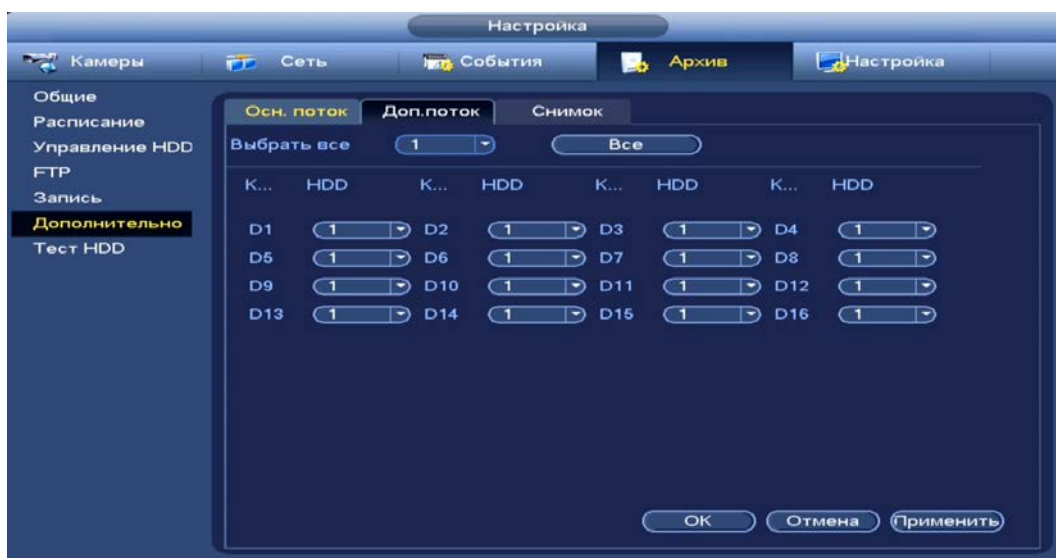 Настройка
Камеры Сеть События Архив Настройка
Общие
Расписание
Управление HDD
FTP
Запись
Дополнительно
Тест HDD
Осн. поток Доп.поток Снимок
Выбрать все 1 Все
К... HDD К... HDD К... HDD К... HDD
D1 1 D2 1 D3 1 D4 1
D5 1 D6 1 D7 1 D8 1
D9 1 D10 1 D11 1 D12 1
D13 1 D14 1 D15 1 D16 1
OK Отмена Применить